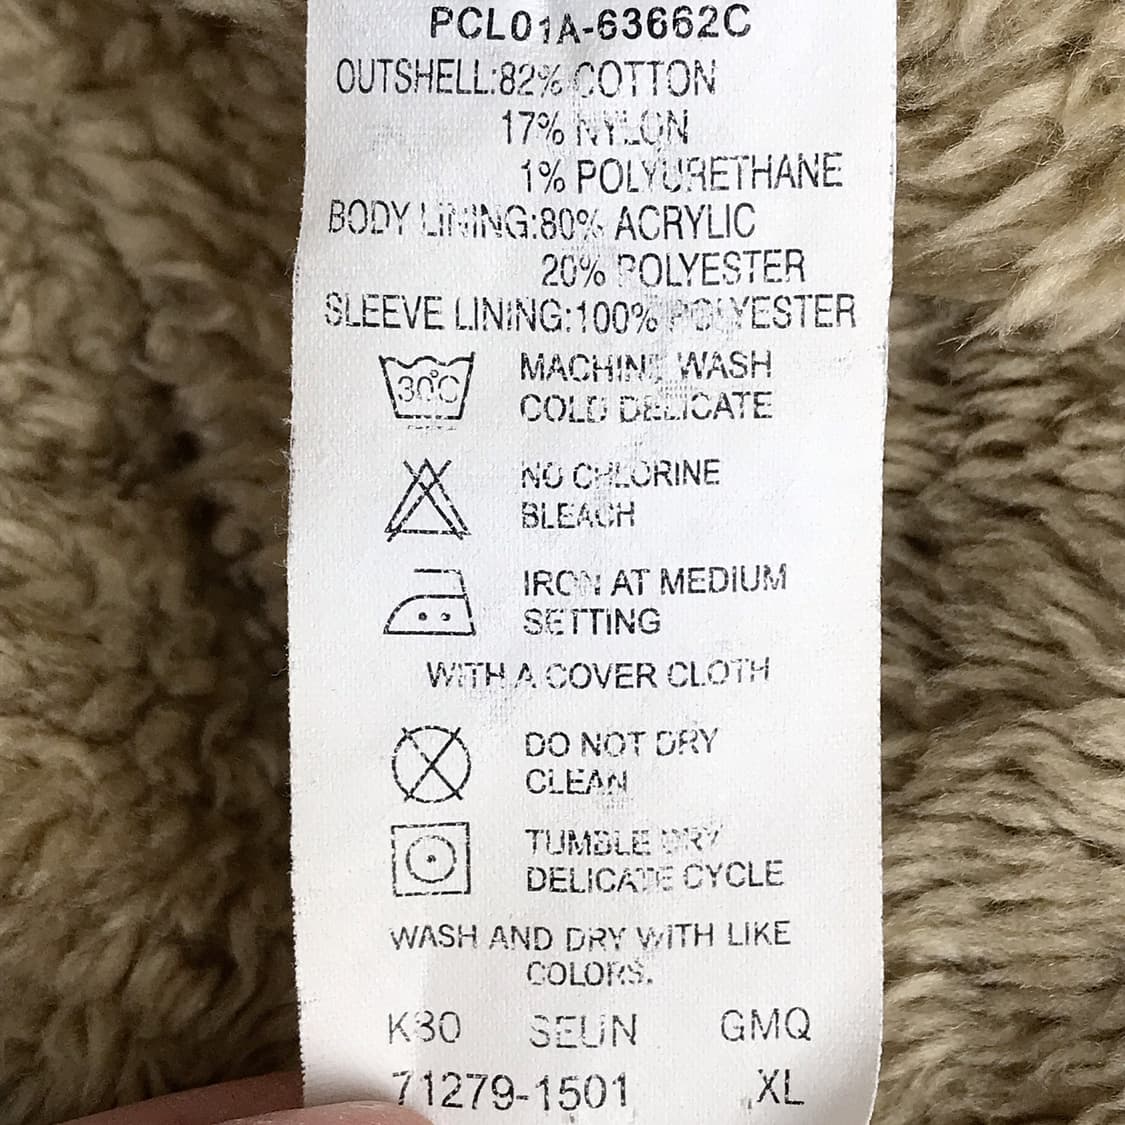 PCL01A-63662C
OUTSHELL:82% COTTON
17% NYLON
1% POLYURETHANE
BODY LINING:80% ACRYLIC
20% POLYESTER
SLEEVE LINING:100% POLYESTER
30°C
MACHINE WASH
COLD DELICATE
NO CHLORINE
BLEACH
IRON AT MEDIUM
SETTING
WITH A COVER CLOTH
DO NOT DRY
CLEAN
TUMBLE DRY
DELICATE CYCLE
WASH AND DRY WITH LIKE
COLORS.
GMQ
71279-1501 XL